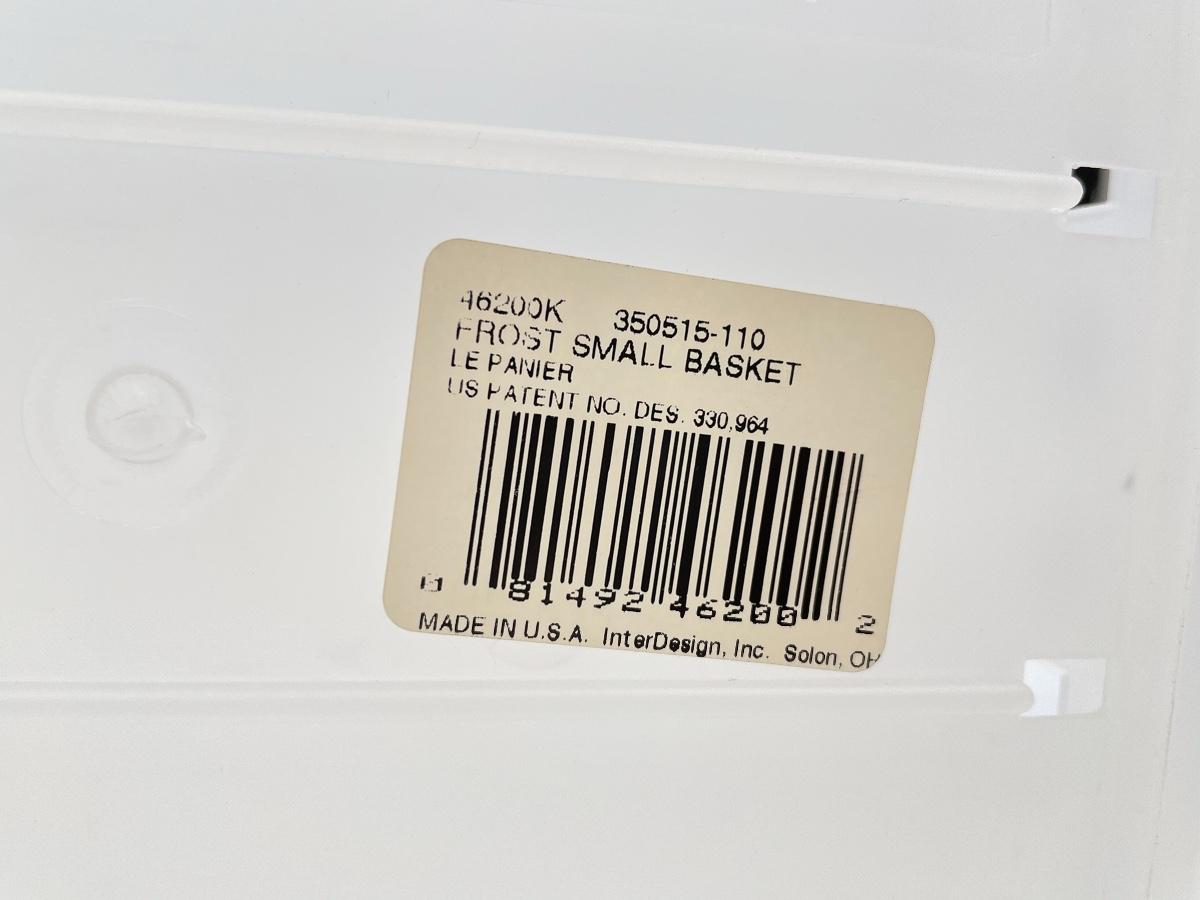 46200K 350515-110
FROST SMALL BASKET
LE PANIER
US PATENT NO. DES. 330,964
0 81492 46200 2
MADE IN U.S.A. InterDesign, Inc. Solon, OH